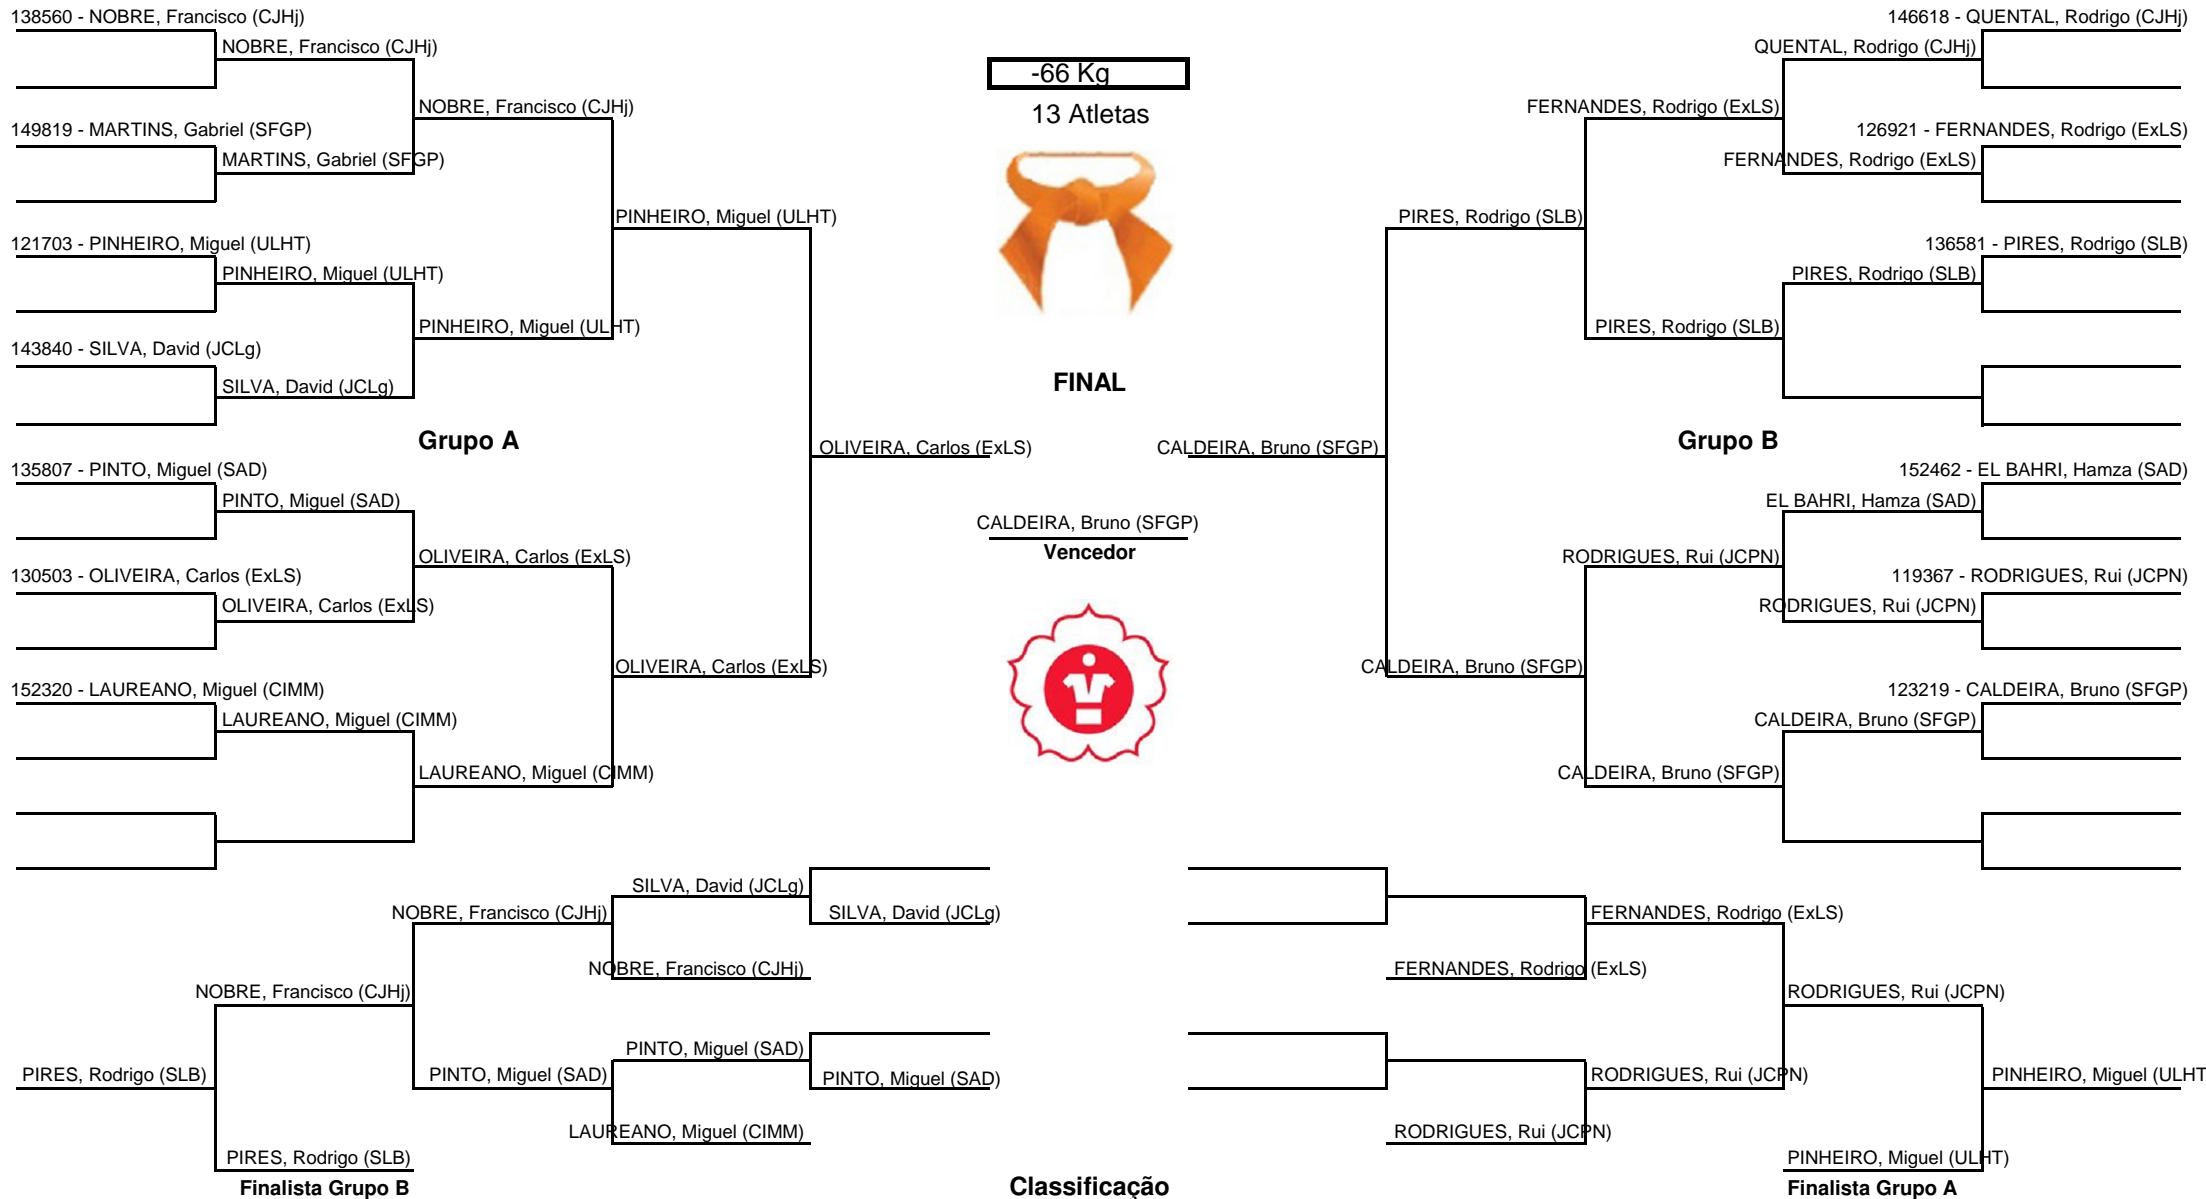 138560 - NOBRE, Francisco (CJHj)
NOBRE, Francisco (CJHj)
NOBRE, Francisco (CJHj)
149819 - MARTINS, Gabriel (SFGP)
MARTINS, Gabriel (SFGP)
PINHEIRO, Miguel (ULHT)
121703 - PINHEIRO, Miguel (ULHT)
PINHEIRO, Miguel (ULHT)
PINHEIRO, Miguel (ULHT)
143840 - SILVA, David (JCLg)
SILVA, David (JCLg)
Grupo A
OLIVEIRA, Carlos (ExLS)
135807 - PINTO, Miguel (SAD)
PINTO, Miguel (SAD)
OLIVEIRA, Carlos (ExLS)
130503 - OLIVEIRA, Carlos (ExLS)
OLIVEIRA, Carlos (ExLS)
OLIVEIRA, Carlos (ExLS)
152320 - LAUREANO, Miguel (CIMM)
LAUREANO, Miguel (CIMM)
LAUREANO, Miguel (CIMM)
-66 Kg
13 Atletas
FINAL
CALDEIRA, Bruno (SFGP)
Vencedor
146618 - QUENTAL, Rodrigo (CJHj)
QUENTAL, Rodrigo (CJHj)
FERNANDES, Rodrigo (ExLS)
126921 - FERNANDES, Rodrigo (ExLS)
FERNANDES, Rodrigo (ExLS)
PIRES, Rodrigo (SLB)
136581 - PIRES, Rodrigo (SLB)
PIRES, Rodrigo (SLB)
PIRES, Rodrigo (SLB)
Grupo B
CALDEIRA, Bruno (SFGP)
152462 - EL BAHRI, Hamza (SAD)
EL BAHRI, Hamza (SAD)
RODRIGUES, Rui (JCPN)
119367 - RODRIGUES, Rui (JCPN)
RODRIGUES, Rui (JCPN)
CALDEIRA, Bruno (SFGP)
123219 - CALDEIRA, Bruno (SFGP)
CALDEIRA, Bruno (SFGP)
CALDEIRA, Bruno (SFGP)
SILVA, David (JCLg)
NOBRE, Francisco (CJHj)
SILVA, David (JCLg)
NOBRE, Francisco (CJHj)
NOBRE, Francisco (CJHj)
PINTO, Miguel (SAD)
PIRES, Rodrigo (SLB)
PINTO, Miguel (SAD)
PINTO, Miguel (SAD)
LAUREANO, Miguel (CIMM)
PIRES, Rodrigo (SLB)
Finalista Grupo B
Classificação
FERNANDES, Rodrigo (ExLS)
FERNANDES, Rodrigo (ExLS)
RODRIGUES, Rui (JCPN)
RODRIGUES, Rui (JCPN)
PINHEIRO, Miguel (ULHT
RODRIGUES, Rui (JCPN)
PINHEIRO, Miguel (ULHT)
Finalista Grupo A